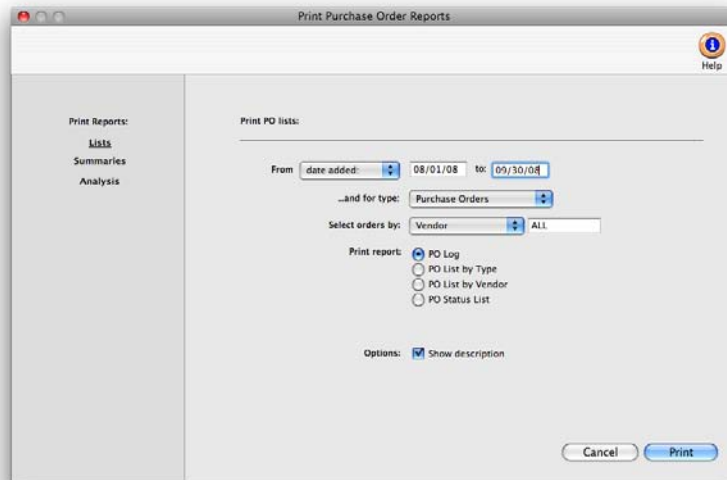 Print Purchase Order Reports
Help
Print Reports:
Lists
Summaries
Analysis
Print PO lists:
From date added: 08/01/08 to: 09/30/08
...and for type: Purchase Orders
Select orders by: Vendor ALL
Print report: PO Log
PO List by Type
PO List by Vendor
PO Status List
Options: Show description
Cancel Print